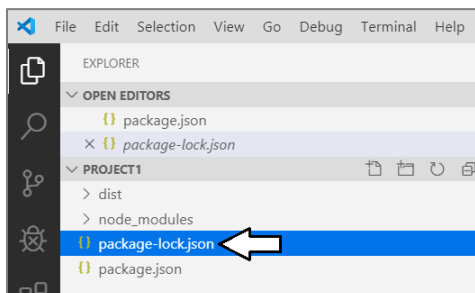 File Edit Selection View Go Debug Terminal Help
EXPLORER
OPEN EDITORS
{} package.json
{} package-lock.json
PROJECT1
dist
node_modules
{} package-lock.json
{} package.json